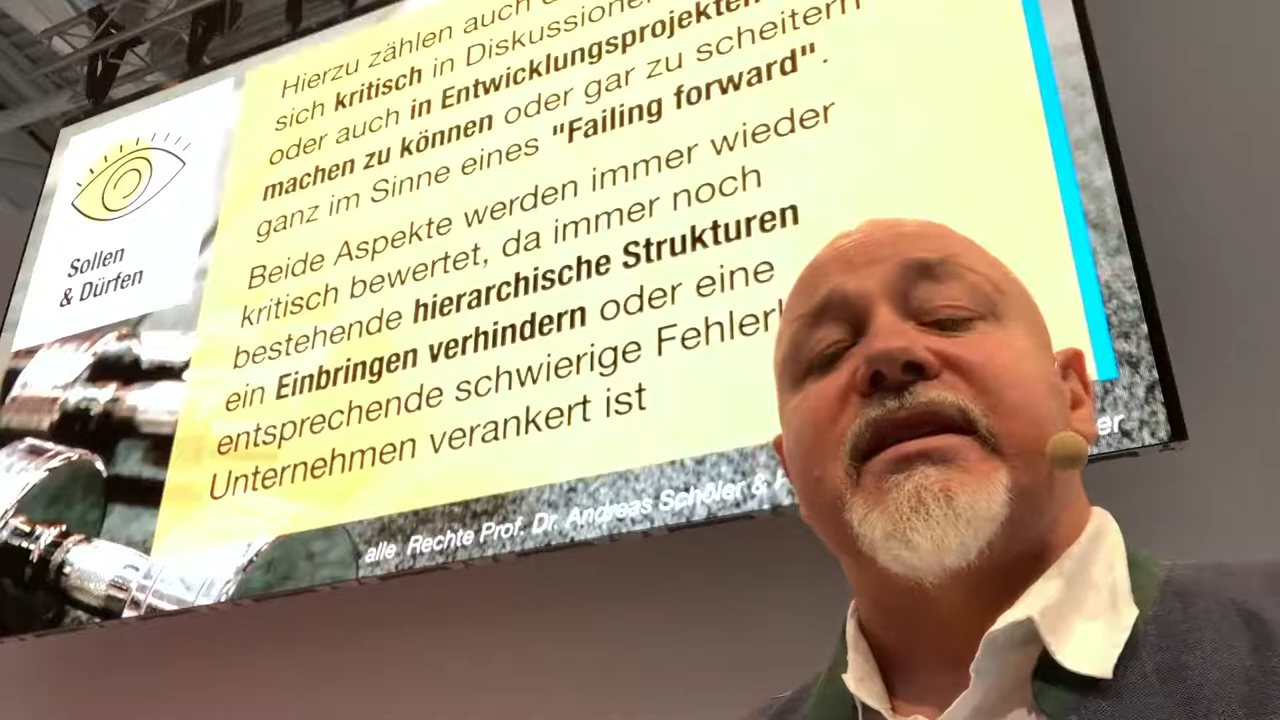 Sollen
& Dürfen
Hierzu zählen auch
sich kritisch in Diskussionen
oder auch in Entwicklungsprojekten
machen zu können oder gar zu scheitern
ganz im Sinne eines "Failing forward".
Beide Aspekte werden immer wieder
kritisch bewertet, da immer noch
bestehende hierarchische Strukturen
ein Einbringen verhindern oder eine
entsprechende schwierige
Unternehmen verankert ist
alle Rechte Prof. Dr. Andreas Schöler &